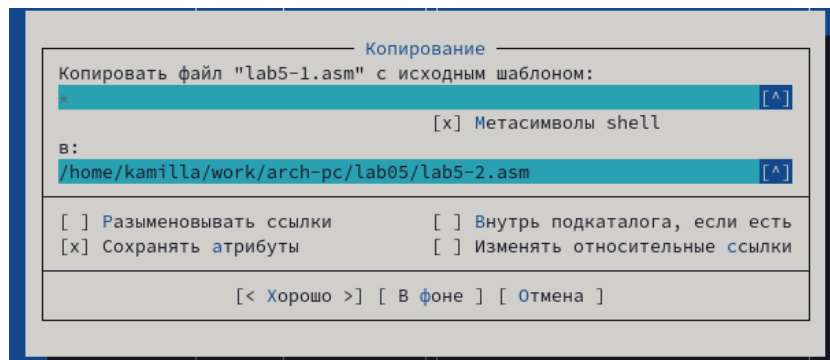 Копирование
Копировать файл "lab5-1.asm" с исходным шаблоном:
* [^]
[x] Метасимволы shell
в:
/home/kamilla/work/arch-pc/lab05/lab5-2.asm [^]
[ ] Разыменовывать ссылки [ ] Внутрь подкаталога, если есть
[x] Сохранять атрибуты [ ] Изменять относительные ссылки
[< Хорошо >] [ В фоне ] [ Отмена ]